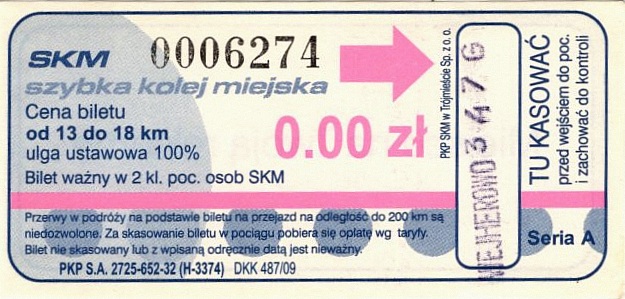 SKM 0006274
szybka kolej miejska
Cena biletu
od 13 do 18 km
ulga ustawowa 100%
Bilet ważny w 2 kl. poc. osob SKM
0.00 zł
Przerwy w podróży na podstawie biletu na przejazd na odległość do 200 km są
niedozwolone. Za skasowanie biletu w pociągu pobiera się opłatę wg taryfy.
Bilet nie skasowany lub z wpisaną odręcznie datą jest nieważny.
PKP S.A. 2725-652-32 (H-3374) DKK 487/09
PKP SKM w Trójmieście Sp. z o.o.
WEJHEROWO 3476
TU KASOWAĆ
przed wejściem do poc.
i zachować do kontroli
Seria A